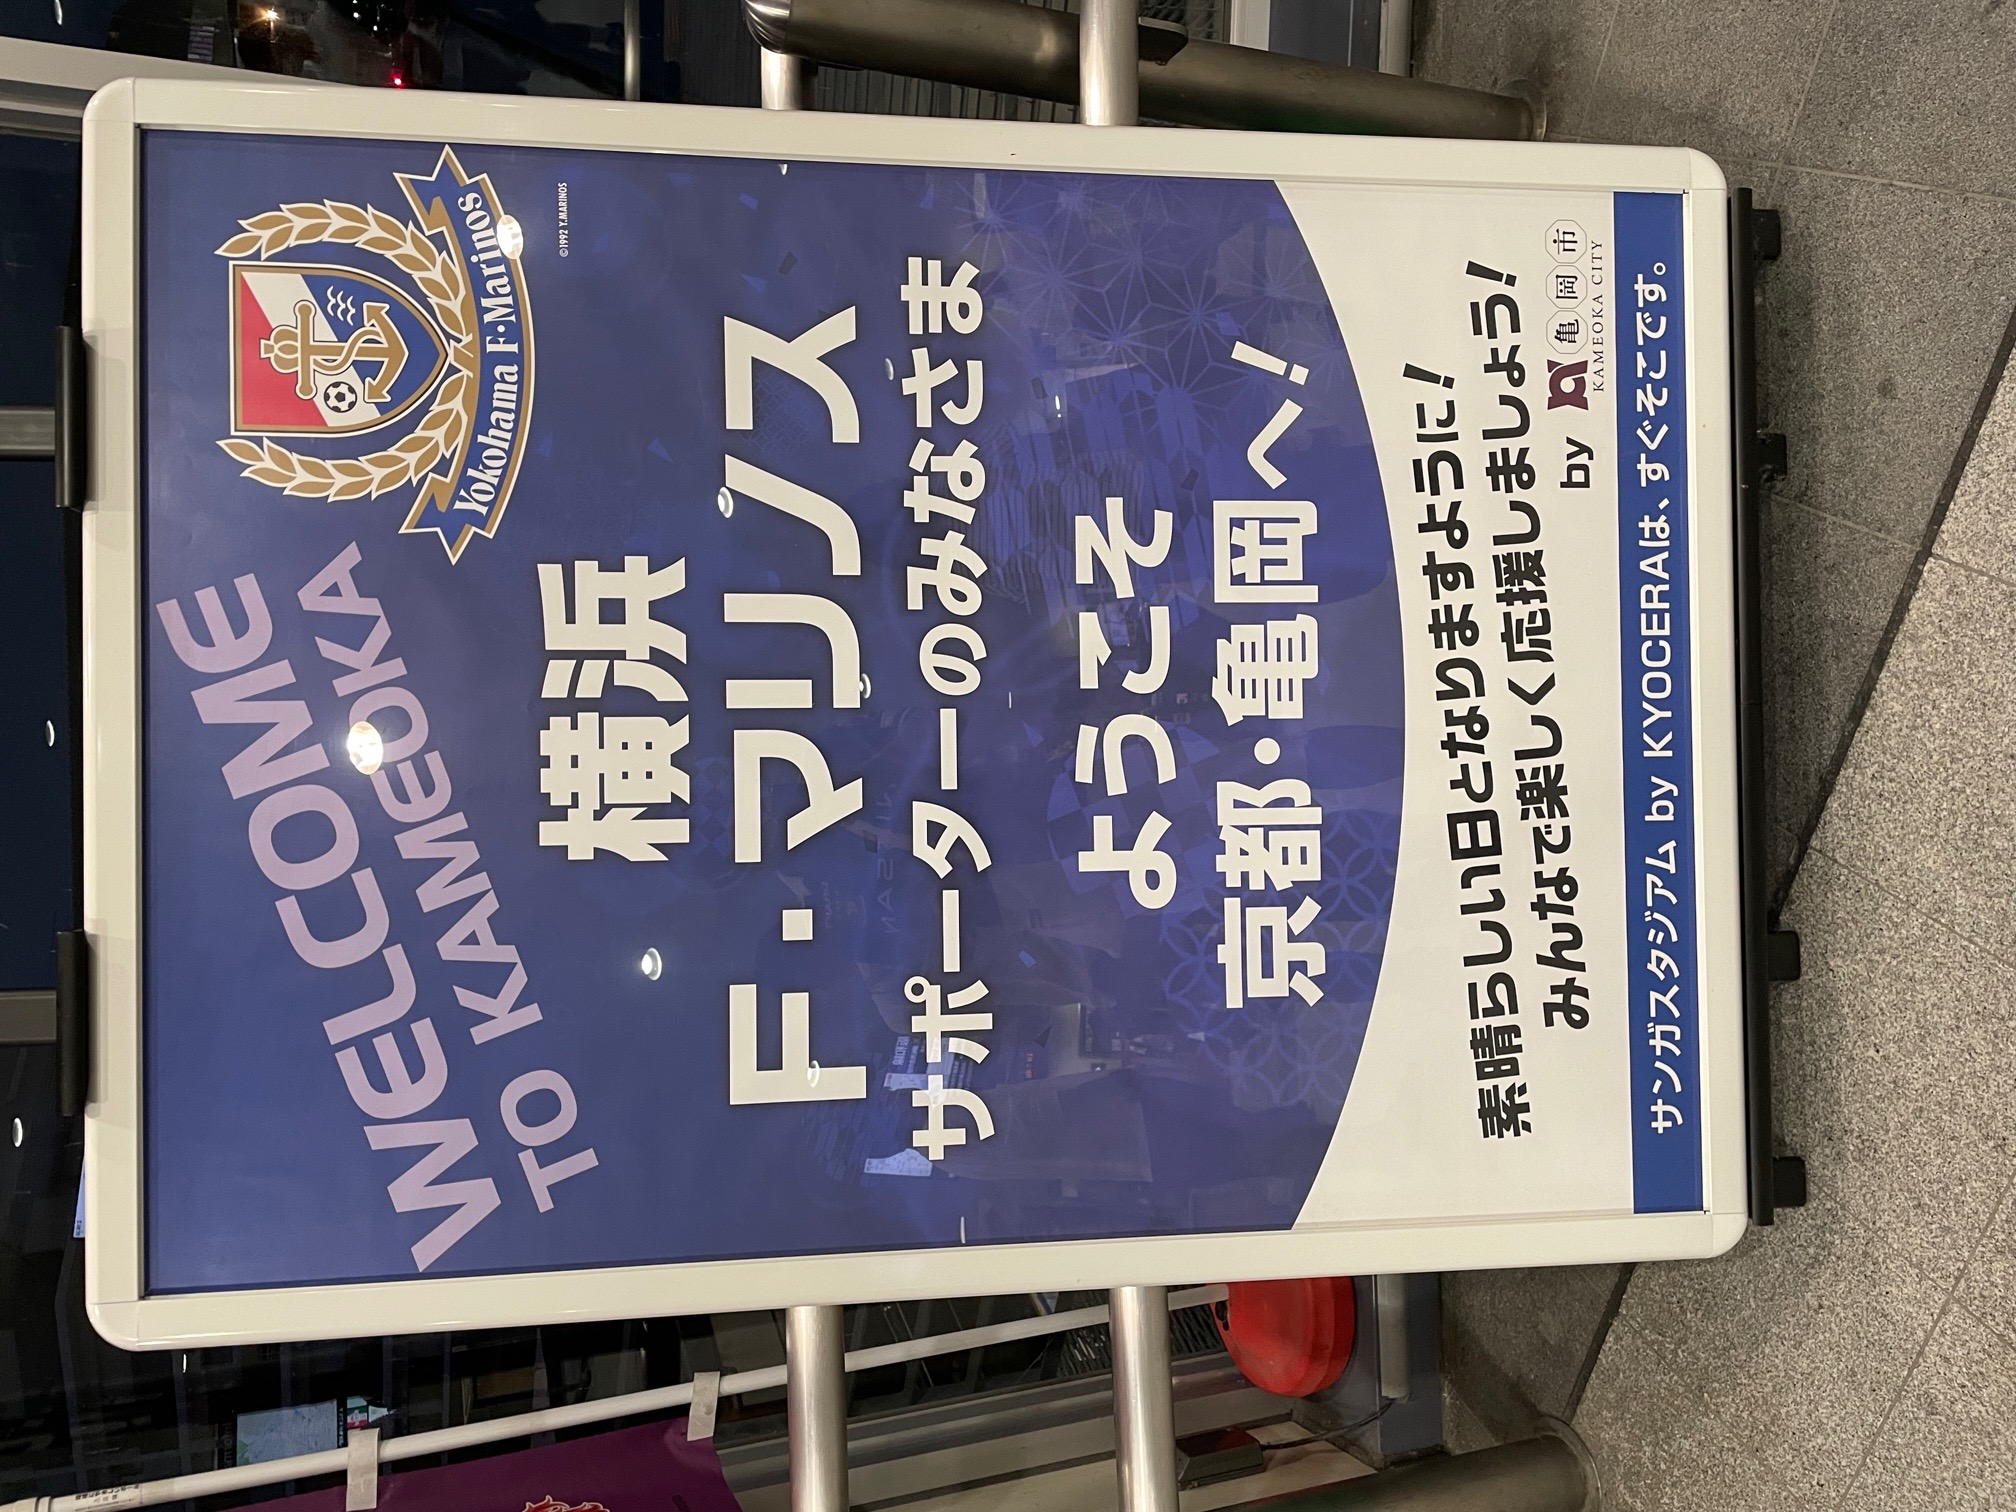 WELCOME
TO KAMEOKA
Yokohama F·Marinos
©1992 Y.MARINOS
横浜
F・マリノス
サポーターのみなさま
ようこそ
京都・亀岡へ！
素晴らしい日となりますように！
みんなで楽しく応援しましょう！
by 亀岡市
KAMEOKA CITY
サンガスタジアム by KYOCERAは、すぐそこです。